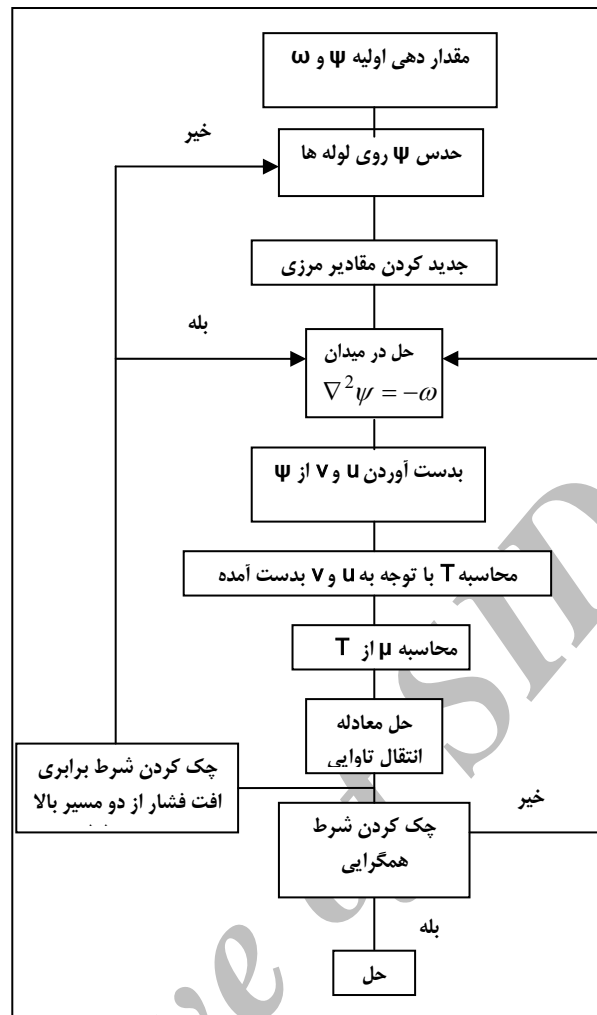 مقدار دهی اولیه Ψ و ω
خیر
حدس Ψ روی لوله ها
جدید کردن مقادیر مرزی
بله
حل در میدان
∇²ψ = −ω
بدست آوردن u و v از Ψ
محاسبه T با توجه به u و v بدست آمده
محاسبه μ از T
حل معادله
انتقال تاوایی
چک کردن شرط برابری
افت فشار از دو مسیر بالا
خیر
چک کردن شرط
همگرایی
بله
حل